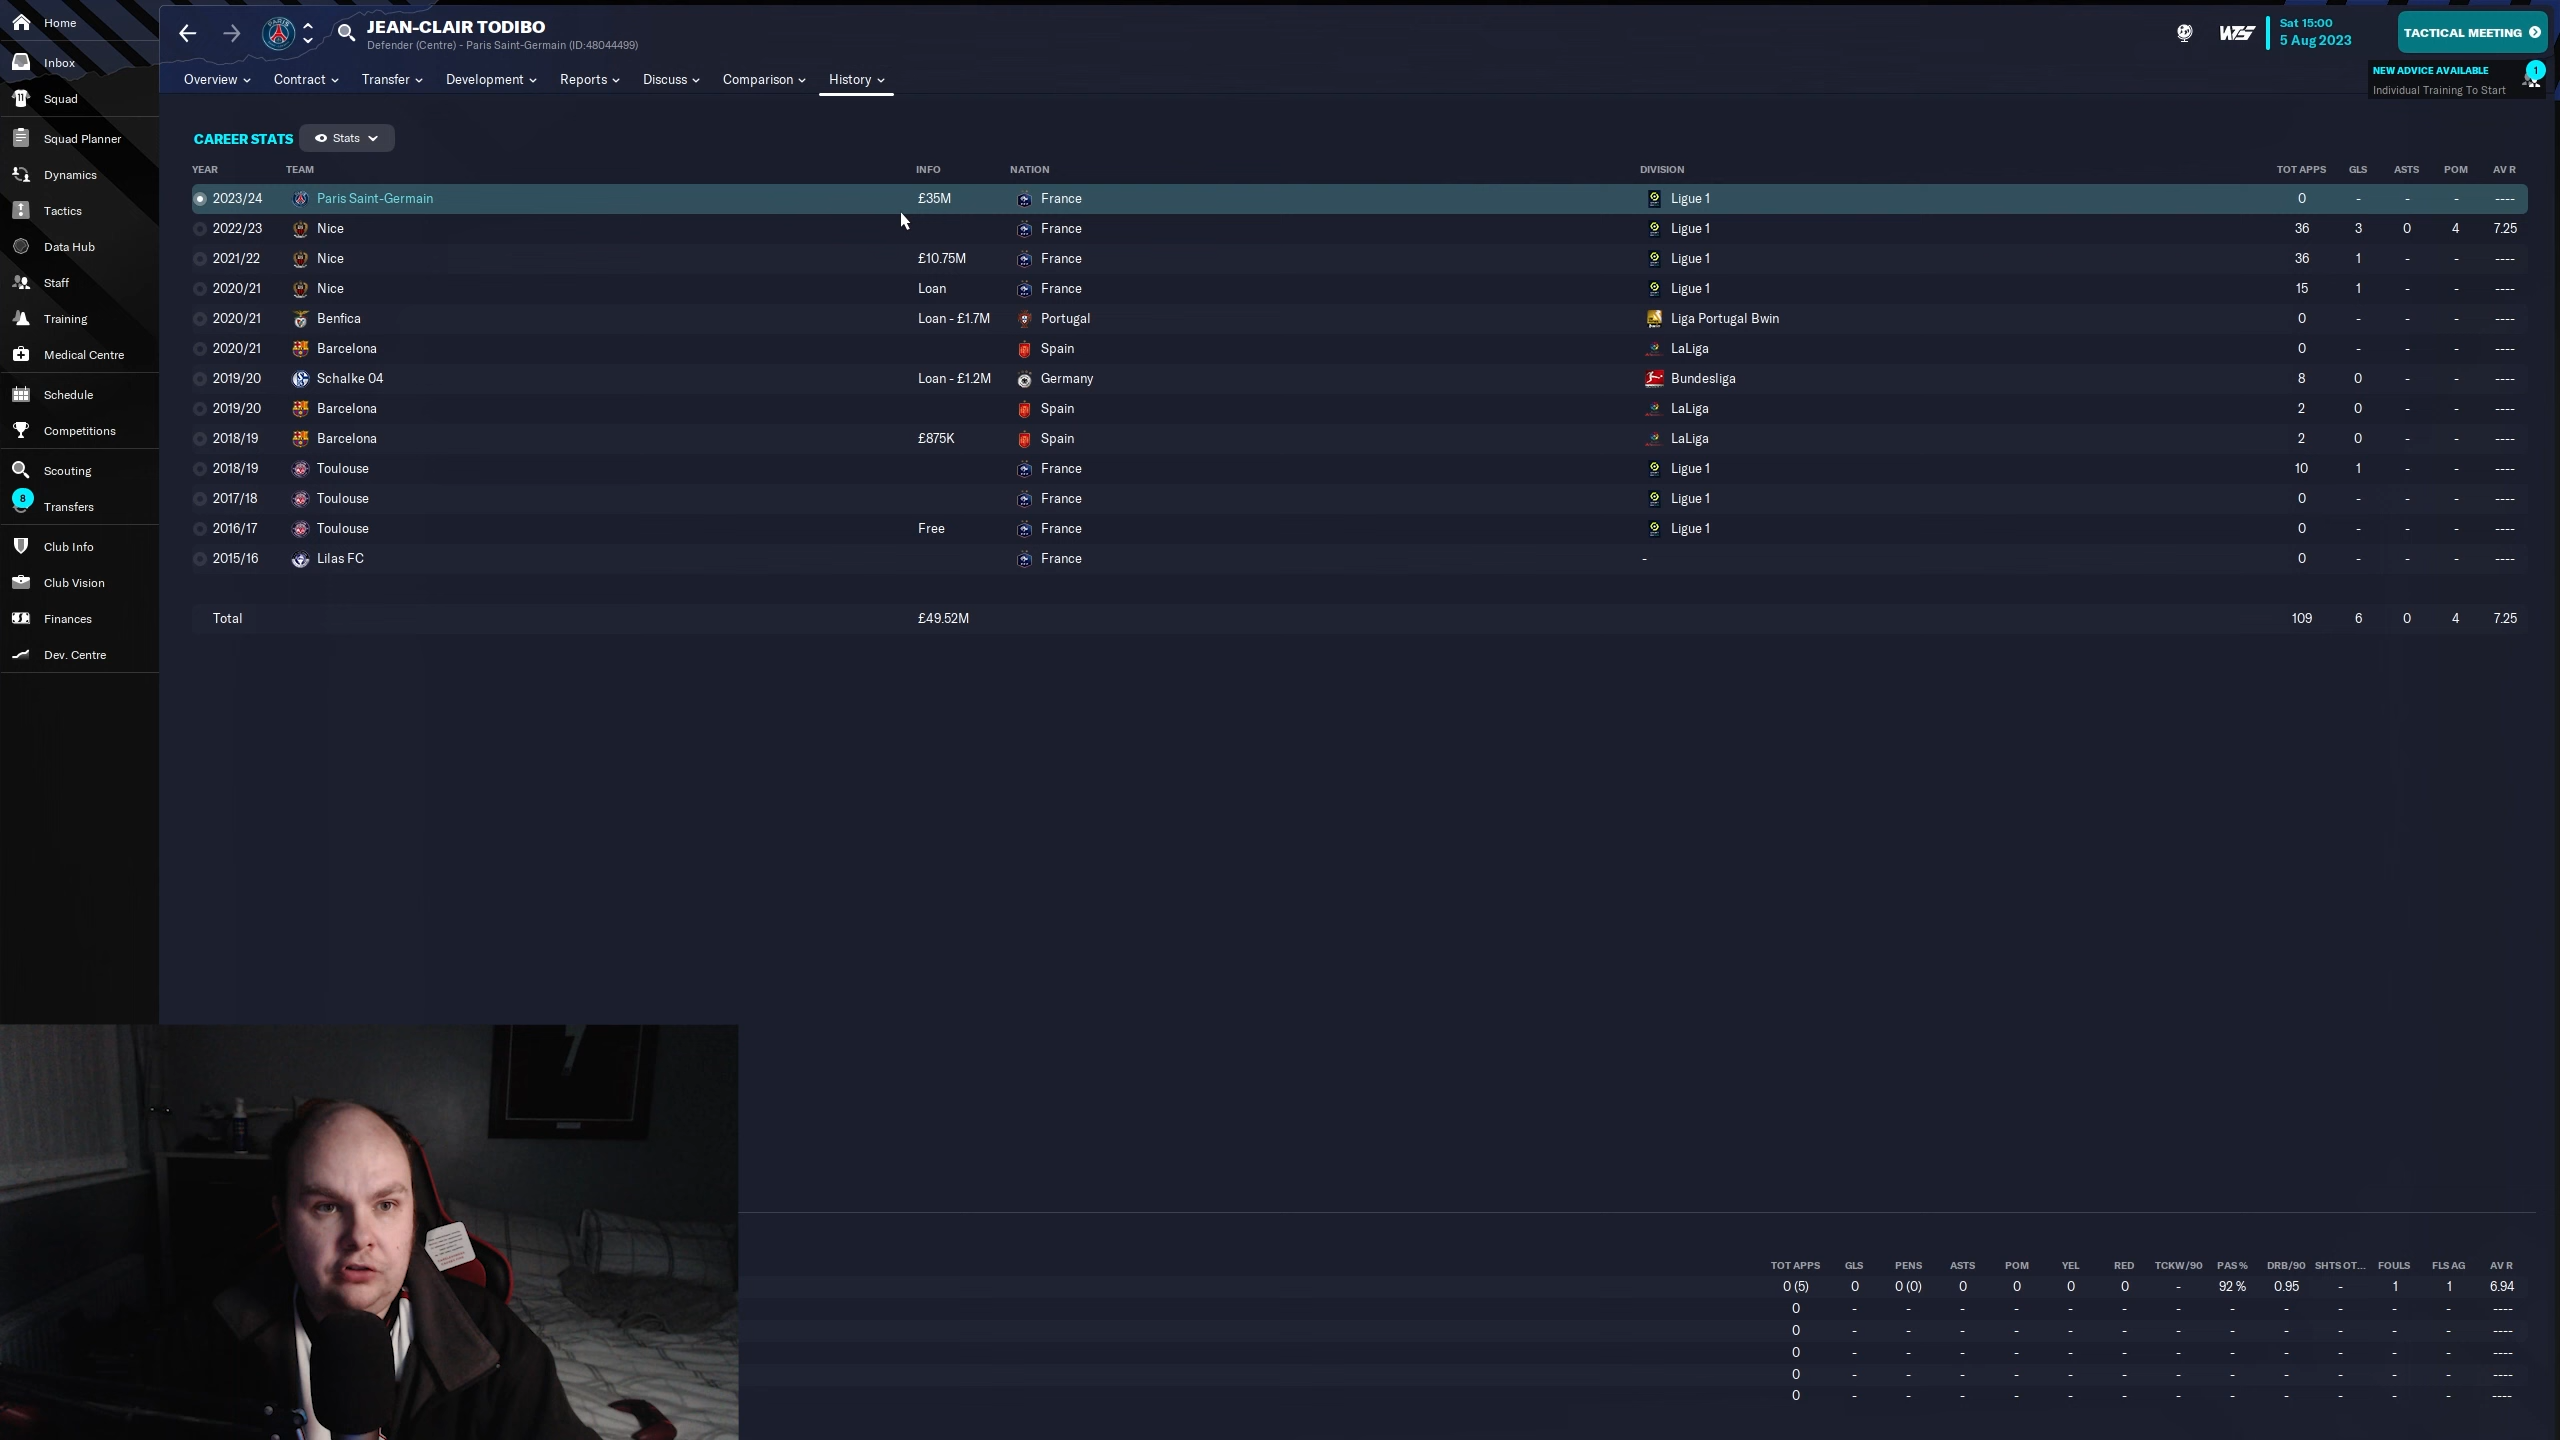 Home
Inbox
Squad
Squad Planner
Dynamics
Tactics
Data Hub
Staff
Training
Medical Centre
Schedule
Competitions
Scouting
8
Transfers
Club Info
Club Vision
Finances
Dev. Centre
JEAN-CLAIR TODIBO
Defender (Centre) - Paris Saint-Germain (ID:48044499)
Sat 15:00
5 Aug 2023
TACTICAL MEETING
NEW ADVICE AVAILABLE 1
Individual Training To Start
Overview Contract Transfer Development Reports Discuss Comparison History
CAREER STATS Stats
YEAR TEAM INFO NATION DIVISION TOT APPS GLS ASTS POM AV R
2023/24 Paris Saint-Germain £35M France Ligue 1 0 - - - ----
2022/23 Nice France Ligue 1 36 3 0 4 7.25
2021/22 Nice £10.75M France Ligue 1 36 1 - - ----
2020/21 Nice Loan France Ligue 1 15 1 - - ----
2020/21 Benfica Loan - £1.7M Portugal Liga Portugal Bwin 0 - - - ----
2020/21 Barcelona Spain LaLiga 0 - - - ----
2019/20 Schalke 04 Loan - £1.2M Germany Bundesliga 8 0 - - ----
2019/20 Barcelona Spain LaLiga 2 0 - - ----
2018/19 Barcelona £875K Spain LaLiga 2 0 - - ----
2018/19 Toulouse France Ligue 1 10 1 - - ----
2017/18 Toulouse France Ligue 1 0 - - - ----
2016/17 Toulouse Free France Ligue 1 0 - - - ----
2015/16 Lilas FC France - 0 - - - ----
Total £49.52M 109 6 0 4 7.25
TOT APPS GLS PENS ASTS POM YEL RED TCKW/90 PAS % DRB/90 SHTS OT... FOULS FLS AG AV R
0 (5) 0 0 (0) 0 0 0 0 - 92 % 0.95 - 1 1 6.94
0 - - - - - - - - - - - - ----
0 - - - - - - - - - - - - ----
0 - - - - - - - - - - - - ----
0 - - - - - - - - - - - - ----
0 - - - - - - - - - - - - ----